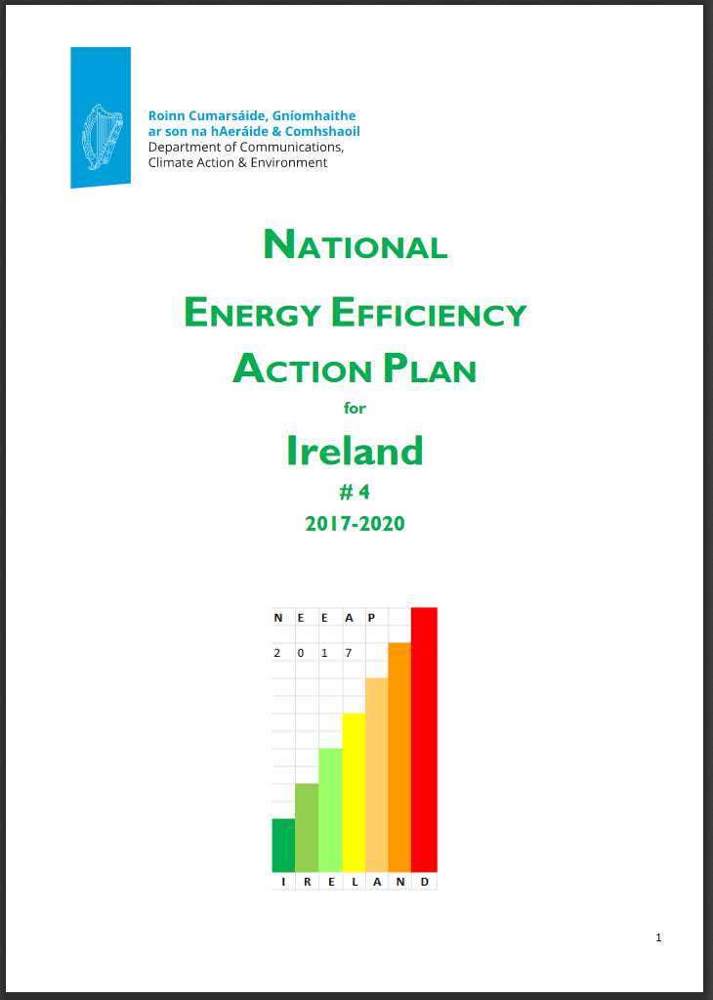 Roinn Cumarsáide, Gníomhaithe
ar son na hAeráide & Comhshaoil
Department of Communications,
Climate Action & Environment
NATIONAL
ENERGY EFFICIENCY
ACTION PLAN
for
Ireland
# 4
2017-2020
N E E A P
2 0 1 7
I R E L A N D
1